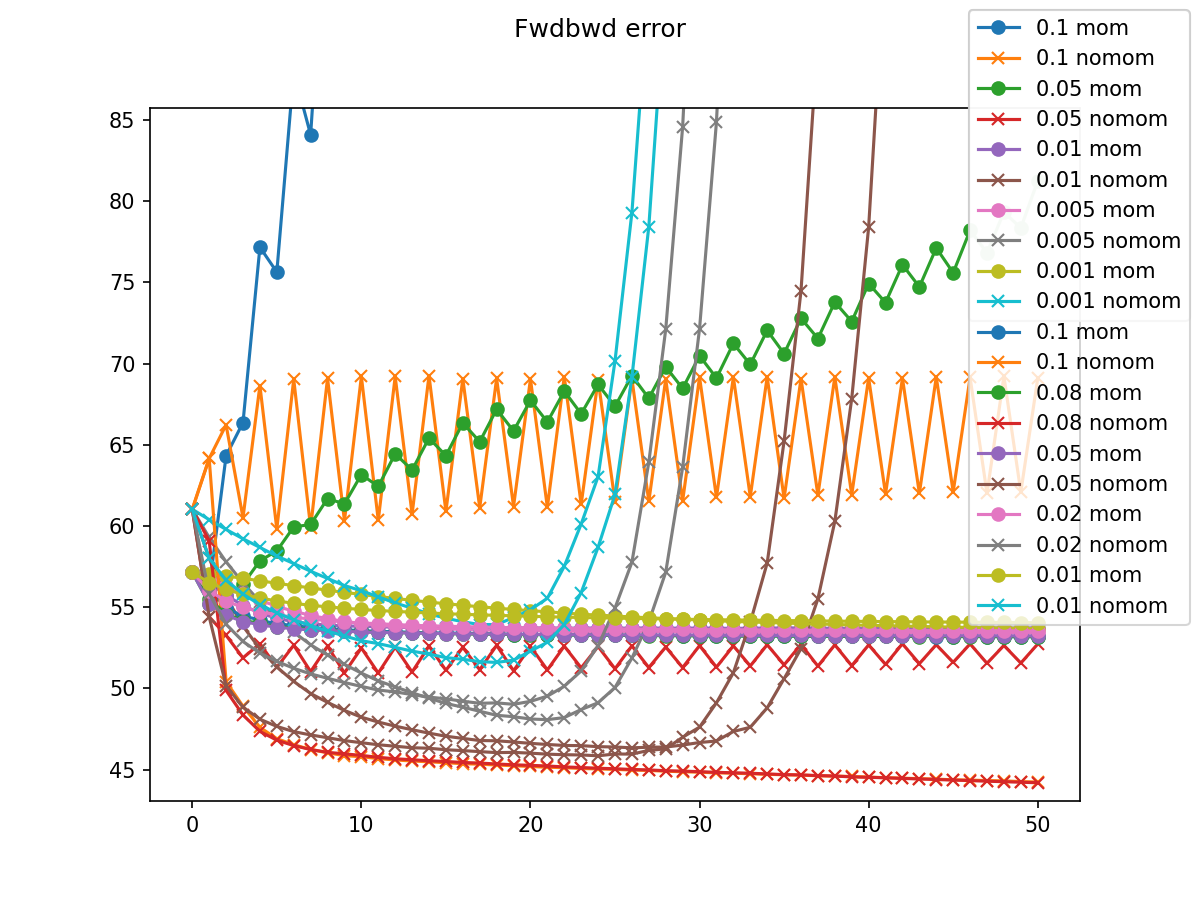 Fwdbwd error
0.1 mom
0.1 nomom
0.05 mom
0.05 nomom
0.01 mom
0.01 nomom
0.005 mom
0.005 nomom
0.001 mom
0.001 nomom
0.1 mom
0.1 nomom
0.08 mom
0.08 nomom
0.05 mom
0.05 nomom
0.02 mom
0.02 nomom
0.01 mom
0.01 nomom
85
80
75
70
65
60
55
50
45
0 10 20 30 40 50